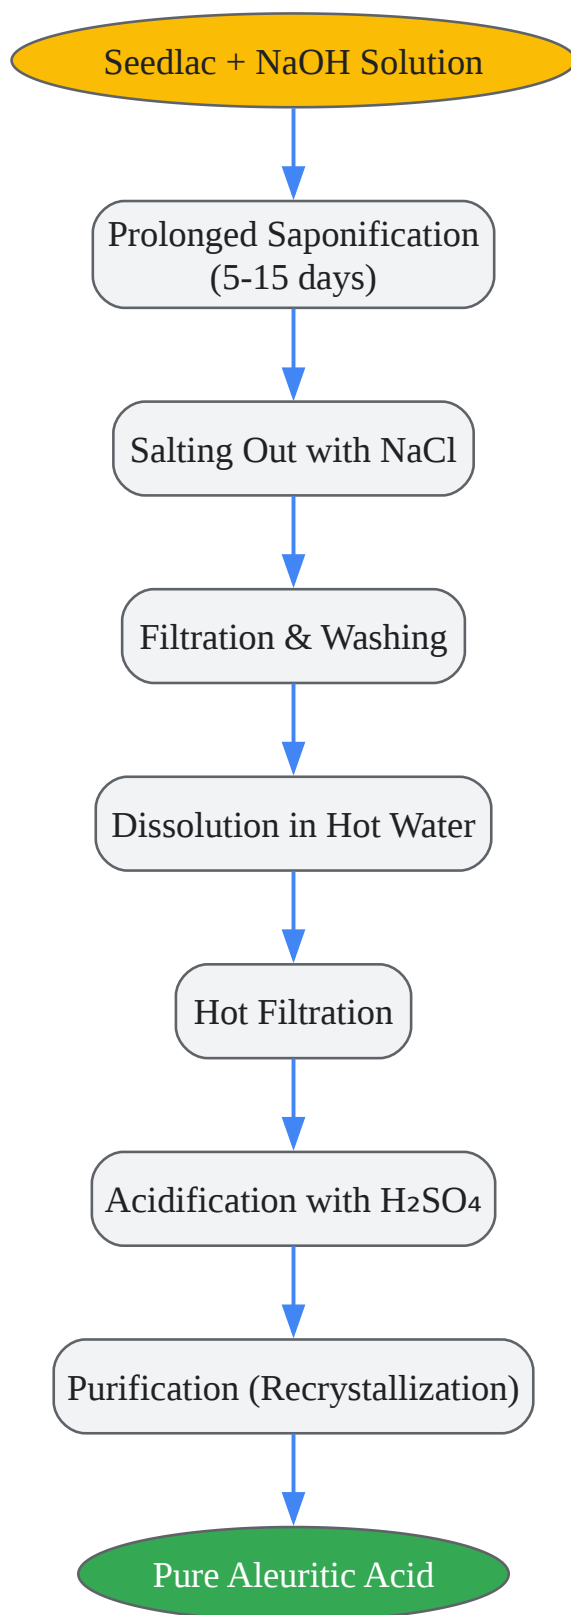 Seedlac + NaOH Solution
Prolonged Saponification
(5-15 days)
Salting Out with NaCl
Filtration & Washing
Dissolution in Hot Water
Hot Filtration
Acidification with H₂SO₄
Purification (Recrystallization)
Pure Aleuritic Acid